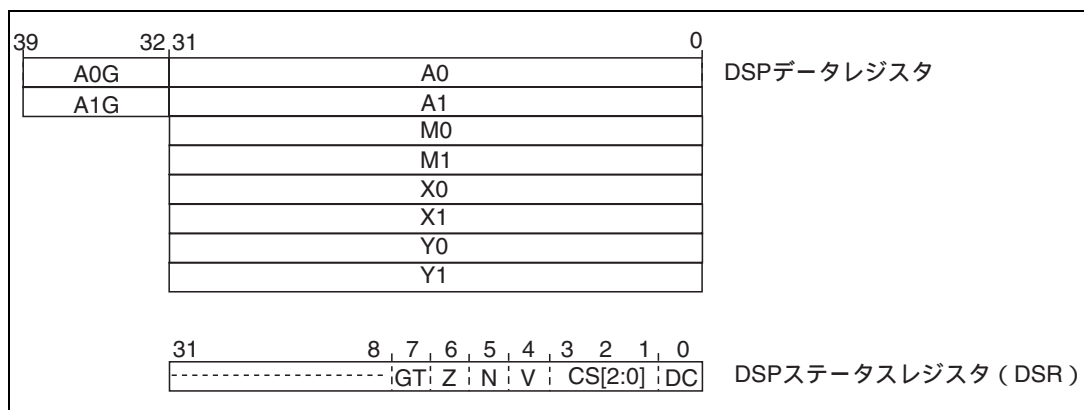 39 32 31 0
A0G A0 DSPデータレジスタ
A1G A1
M0
M1
X0
X1
Y0
Y1
31 8 7 6 5 4 3 2 1 0
GT Z N V CS[2:0] DC DSPステータスレジスタ（DSR）